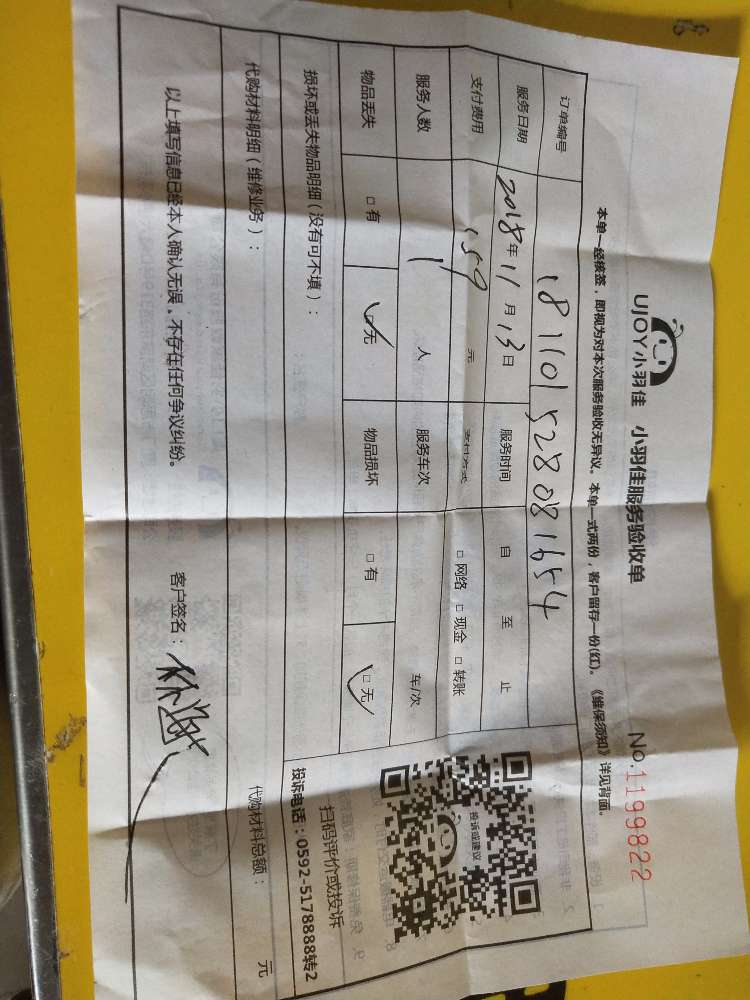 UJOY小羽佳 小羽佳服务验收单 NO.1199822
本单一经接签，即视为对本次服务验收无异议。本单一式两份，客户留存一份(红)。《维保须知》详见背面。
订单编号 181101528081654
服务日期 2018年11月13日 服务时间 自 至 止
支付费用 159 元 支付方式 □网络 □现金 □转账
服务人数 1 人 服务车次 车/次
物品丢失 □有 ☑无 物品损坏 □有 ☑无
投诉或建议
扫码评价或投诉
投诉电话：0592-5178888转2
损坏或丢失物品明细（没有可不填）：
代购材料明细（维修业务）： 代购材料总额： 元
以上填写信息已经本人确认无误，不存在任何争议纠纷。 客户签名：